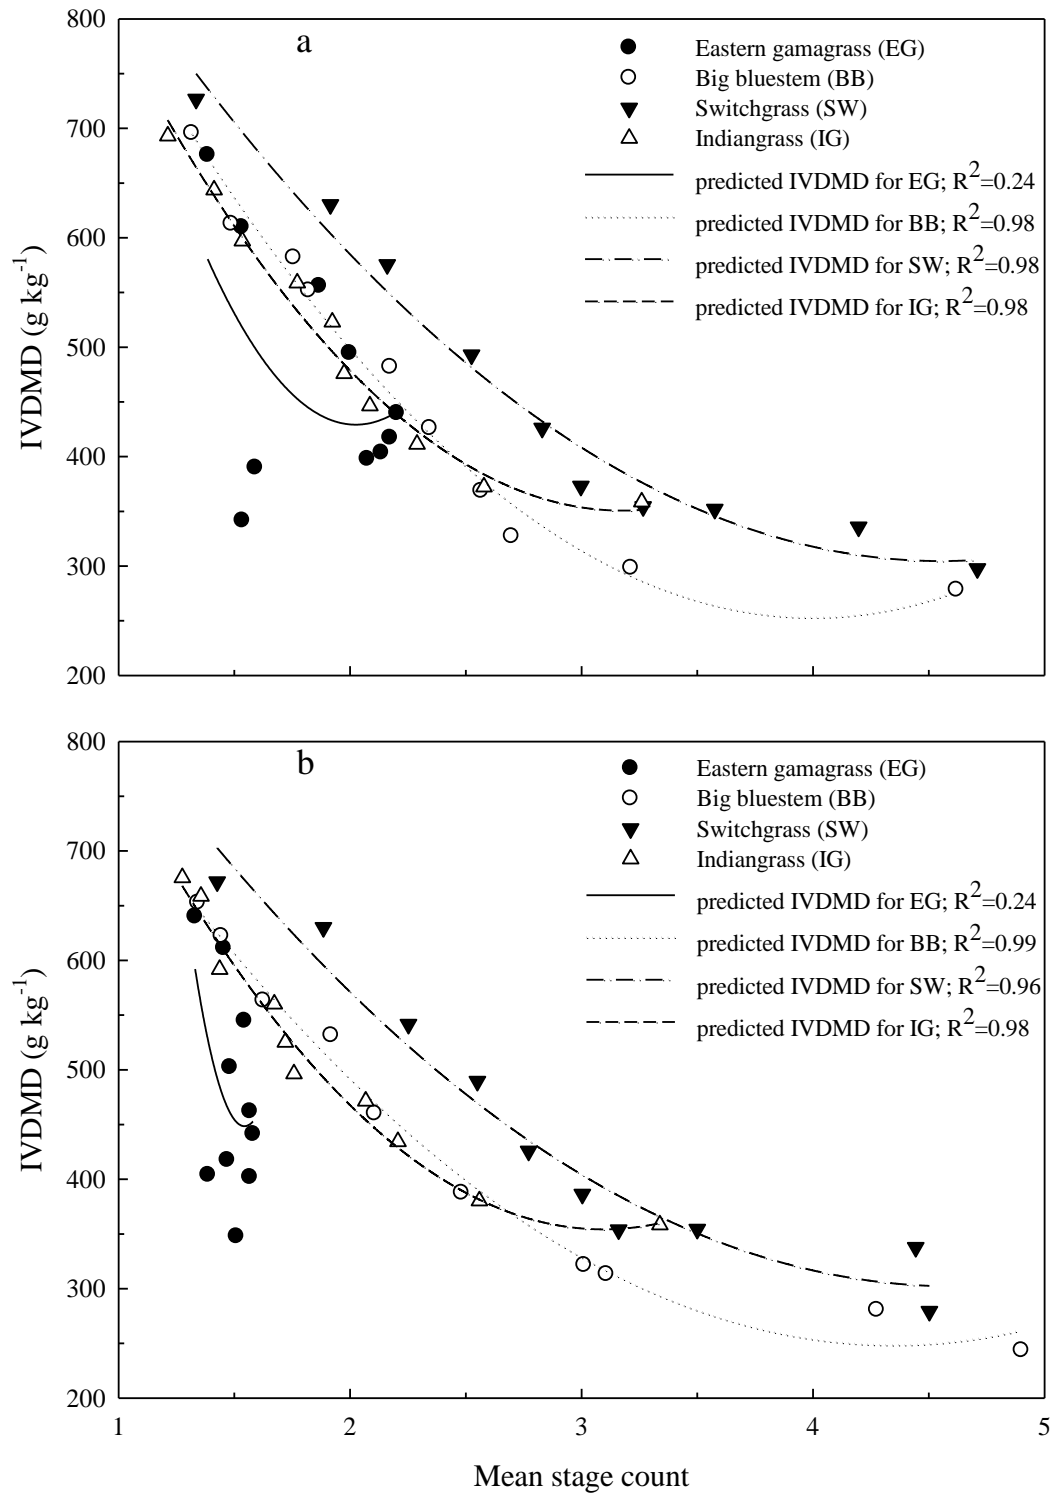 800
a
Eastern gamagrass (EG)
Big bluestem (BB)
Switchgrass (SW)
Indiangrass (IG)
predicted IVDMD for EG; R²=0.24
predicted IVDMD for BB; R²=0.98
predicted IVDMD for SW; R²=0.98
predicted IVDMD for IG; R²=0.98
700
600
500
400
300
200
IVDMD (g kg⁻¹)
800
b
Eastern gamagrass (EG)
Big bluestem (BB)
Switchgrass (SW)
Indiangrass (IG)
predicted IVDMD for EG; R²=0.24
predicted IVDMD for BB; R²=0.99
predicted IVDMD for SW; R²=0.96
predicted IVDMD for IG; R²=0.98
700
600
500
400
300
200
IVDMD (g kg⁻¹)
1 2 3 4 5
Mean stage count